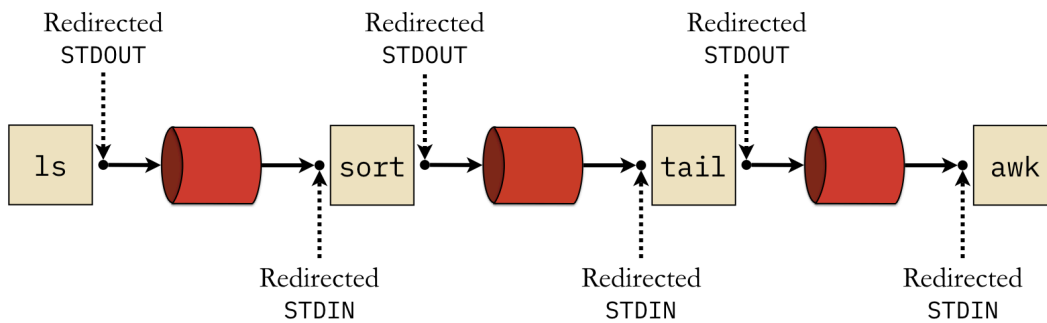 Redirected
STDOUT
Redirected
STDOUT
Redirected
STDOUT
ls
sort
tail
awk
Redirected
STDIN
Redirected
STDIN
Redirected
STDIN